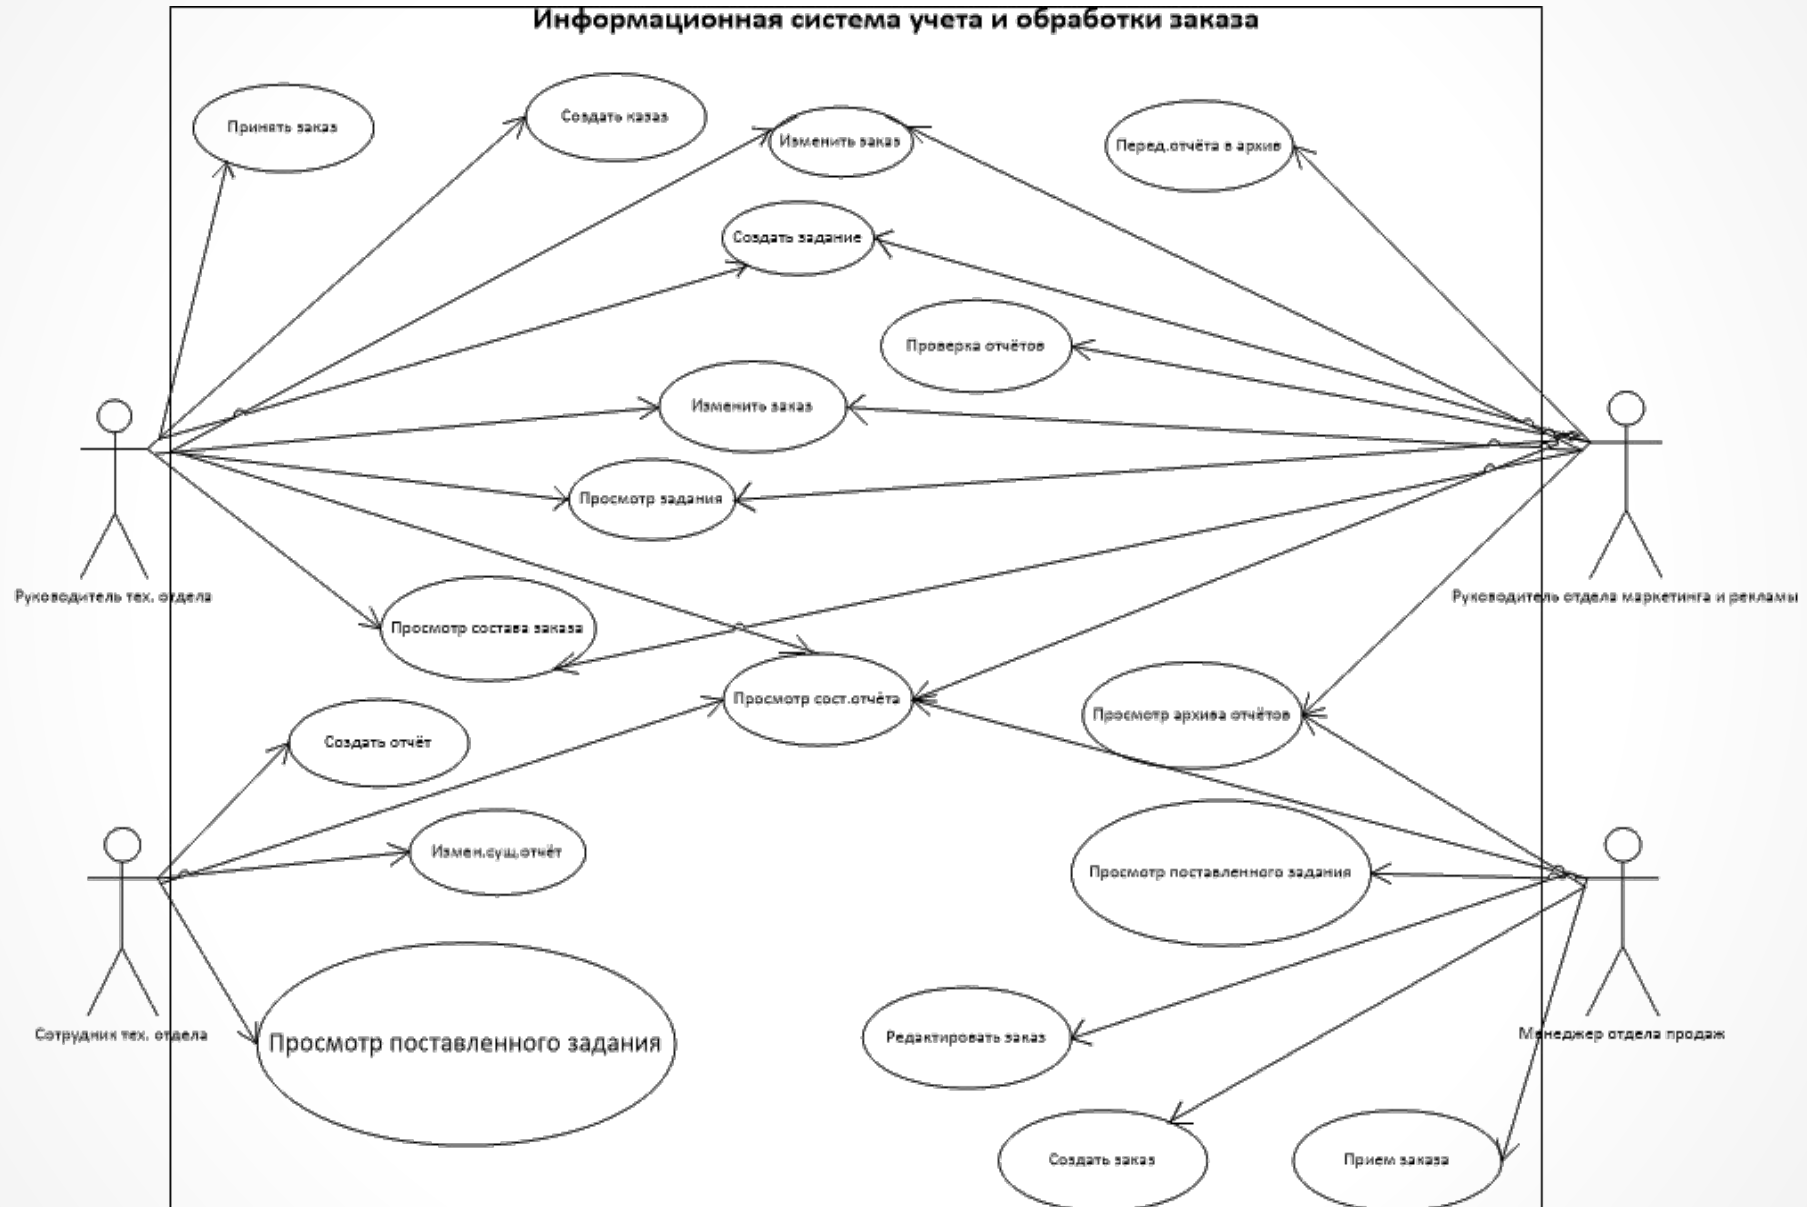 Информационная система учета и обработки заказа
Принять заказ
Создать казаз
Изменить заказ
Перед.отчёта в архив
Создать задание
Проверка отчётов
Изменить заказ
Просмотр задания
Руководитель тех. отдела
Руководитель отдела маркетинга и рекламы
Просмотр состава заказа
Просмотр сост.отчёта
Просмотр архива отчётов
Создать отчёт
Измен.сущ.отчёт
Просмотр поставленного задания
Сотрудник тех. отдела
Просмотр поставленного задания
Редактировать заказ
Менеджер отдела продаж
Создать заказ
Прием заказа